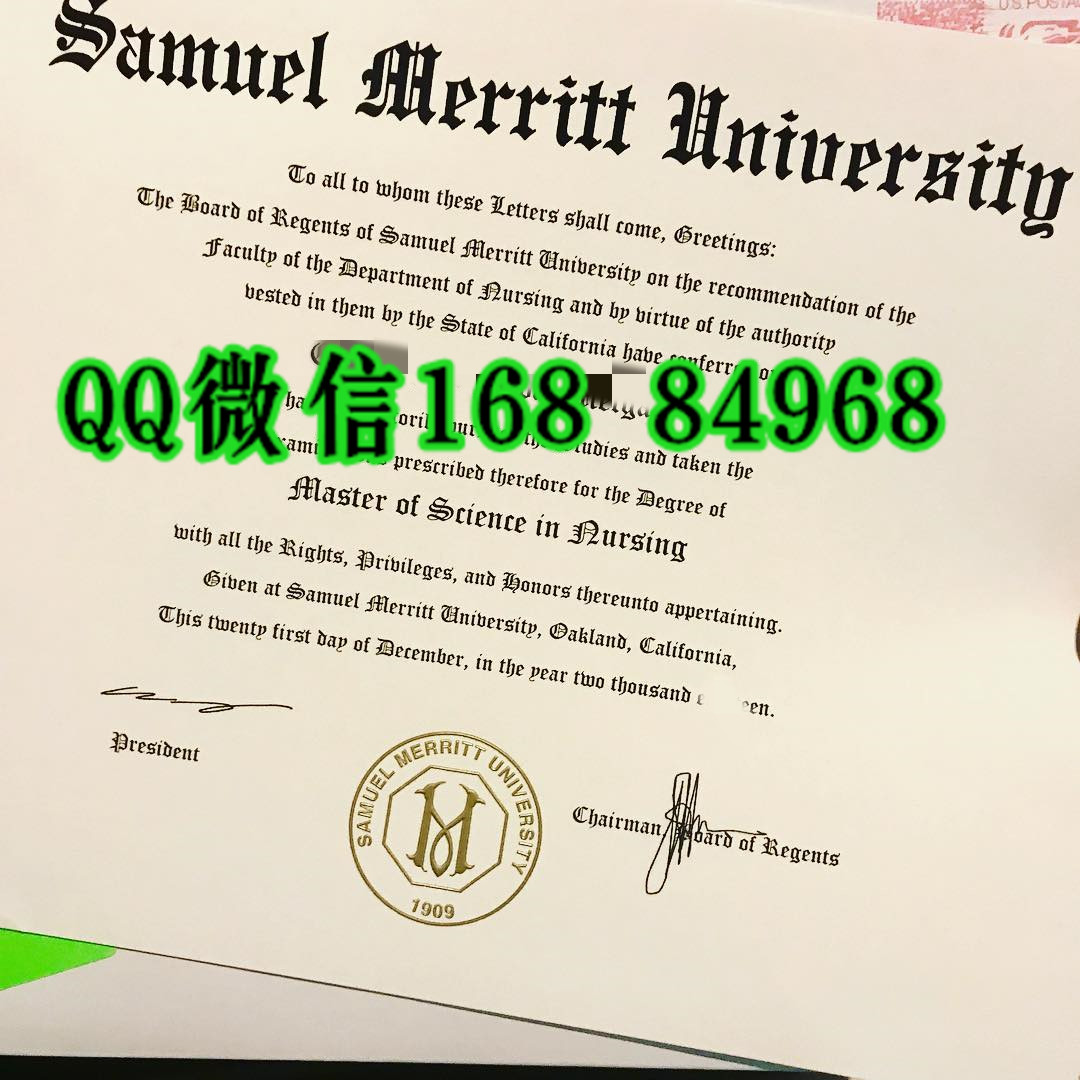 U.S. POSTA
Samuel Merritt University
To all to whom these Letters shall come, Greetings:
The Board of Regents of Samuel Merritt University on the recommendation of the
Faculty of the Department of Nursing and by virtue of the authority
vested in them by the State of California have
QQ微信168 84968
studies and taken the
prescribed therefore for the Degree of
Master of Science in Nursing
with all the Rights, Privileges, and Honors thereunto appertaining.
Given at Samuel Merritt University, Oakland, California,
This twenty first day of December, in the year two thousand
President
SAMUEL MERRITT UNIVERSITY
M
1909
Chairman Board of Regents